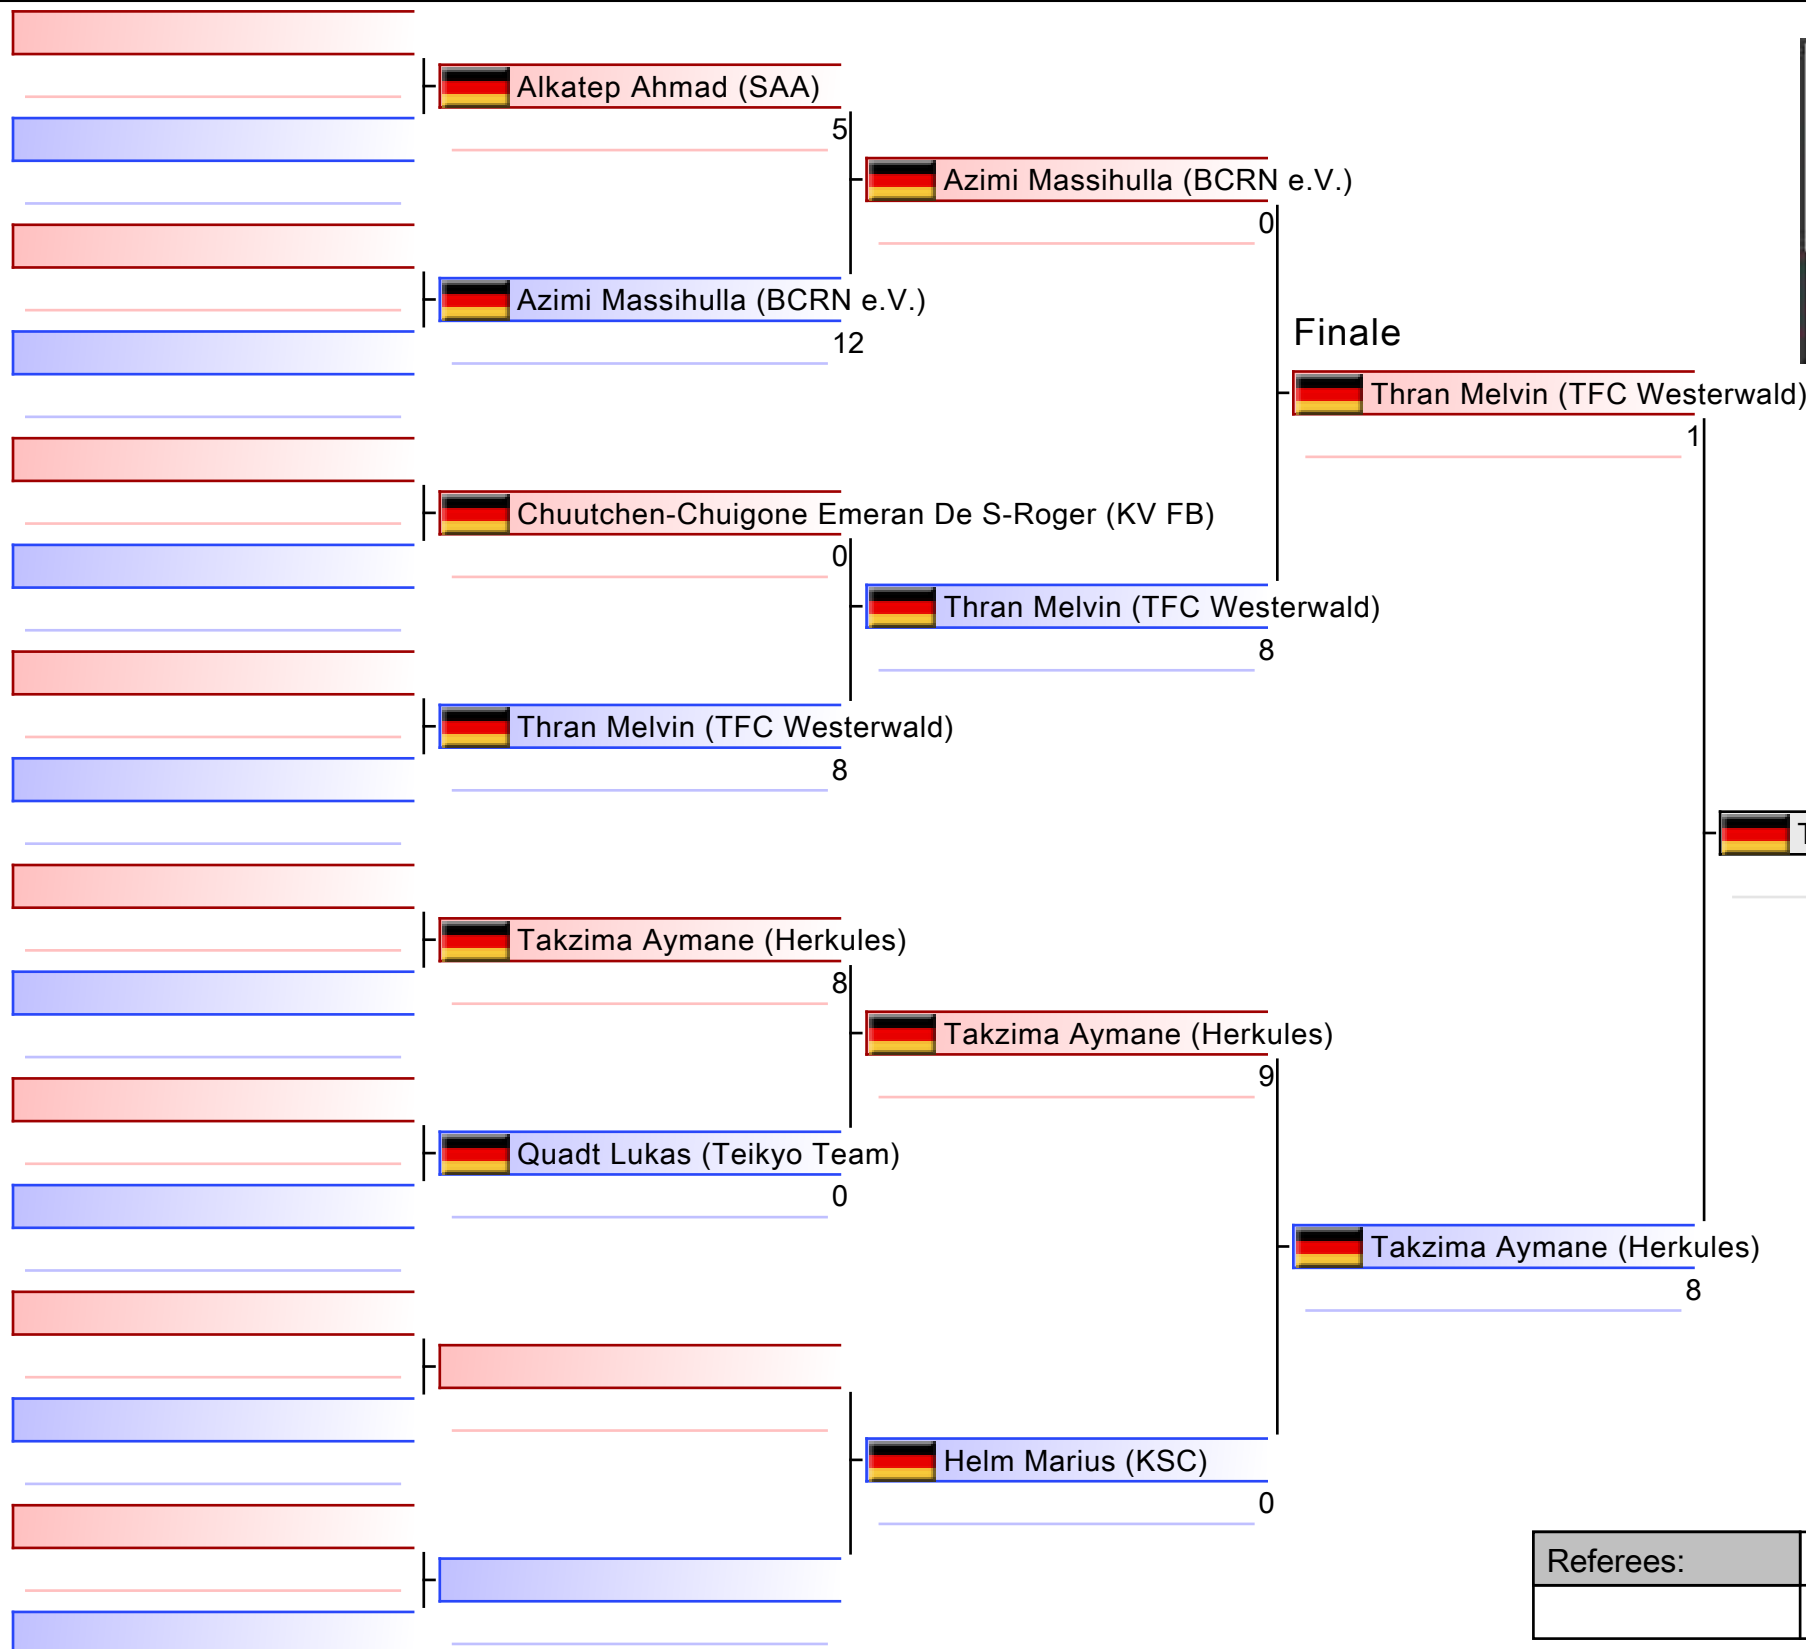 Alkatep Ahmad (SAA)
5
Azimi Massihulla (BCRN e.V.)
0
Azimi Massihulla (BCRN e.V.)
12
Finale
Thran Melvin (TFC Westerwald)
1
Chuutchen-Chuigone Emeran De S-Roger (KV FB)
0
Thran Melvin (TFC Westerwald)
8
Thran Melvin (TFC Westerwald)
8
Takzima Aymane (Herkules)
8
Takzima Aymane (Herkules)
9
Quadt Lukas (Teikyo Team)
0
Takzima Aymane (Herkules)
8
Helm Marius (KSC)
0
Referees: